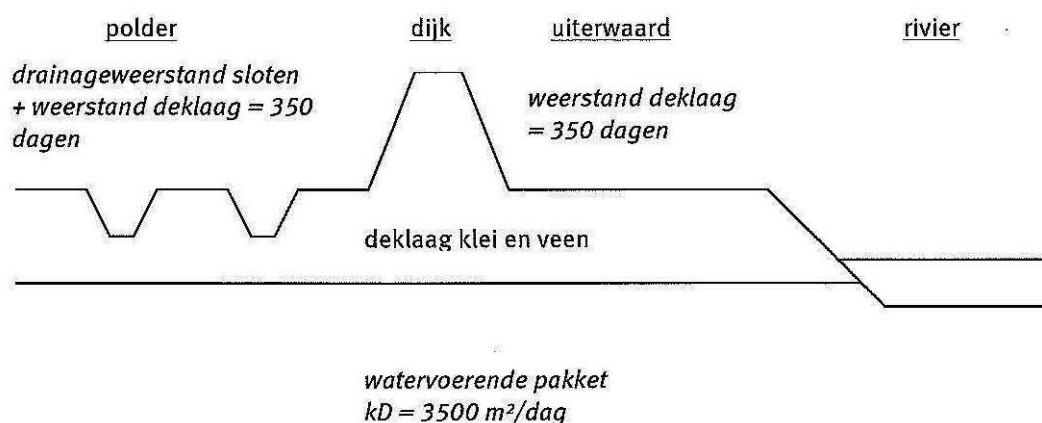 polder
dijk
uiterwaard
rivier
drainageweerstand sloten
+ weerstand deklaag = 350
dagen
weerstand deklaag
= 350 dagen
deklaag klei en veen
watervoerende pakket
kD = 3500 m²/dag